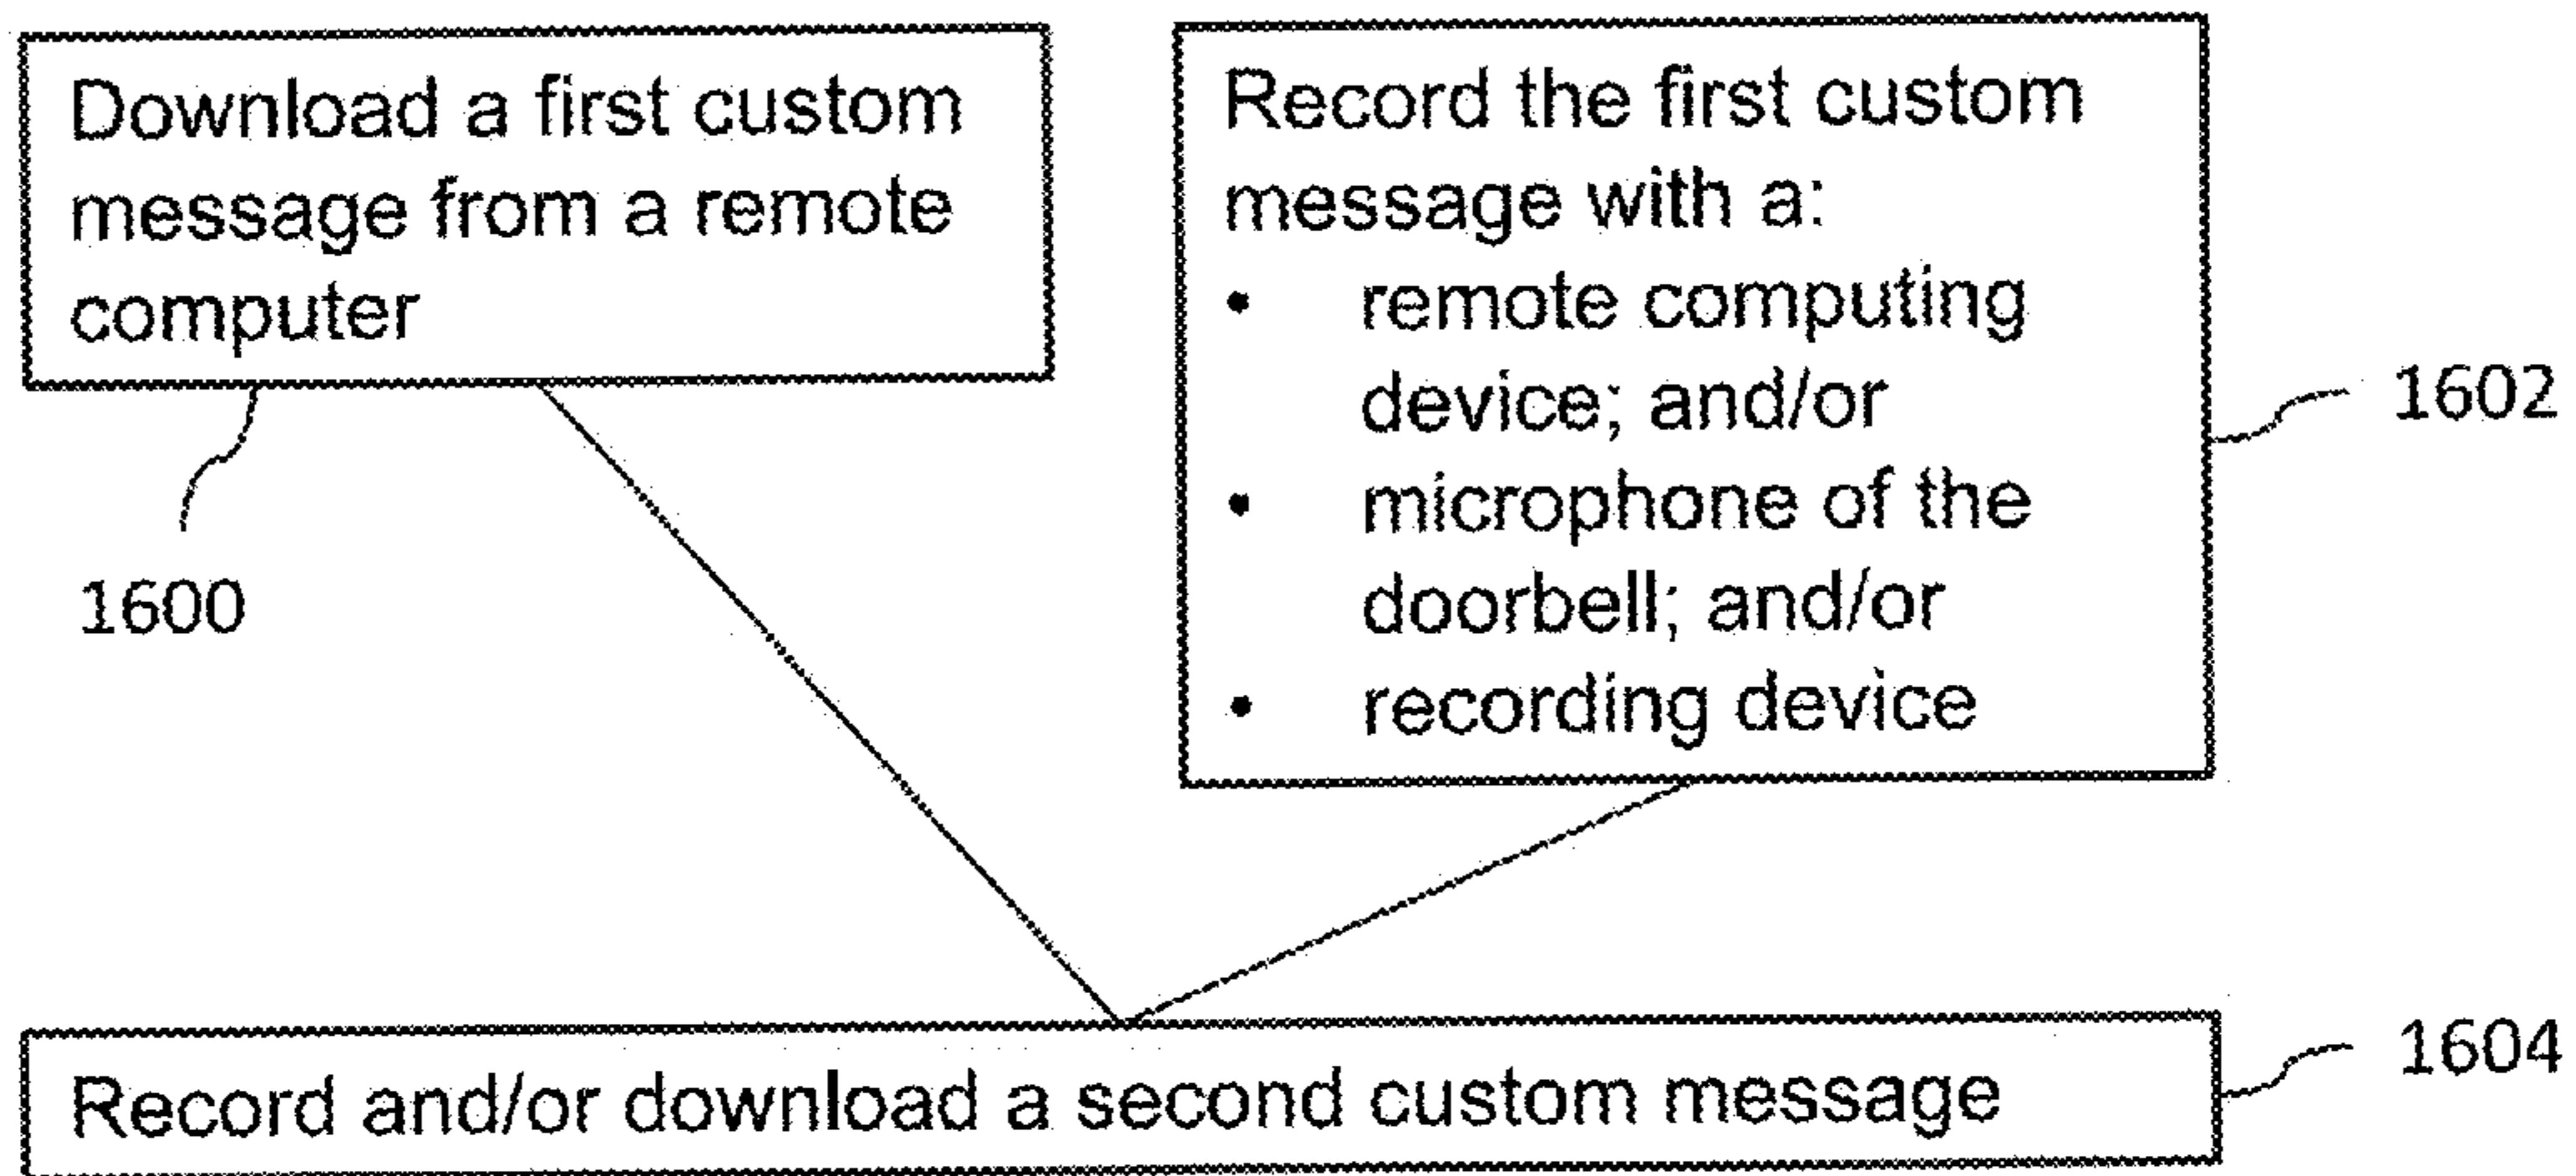 Download a first custom
message from a remote
computer
1600
Record the first custom
message with a:
• remote computing
device; and/or
• microphone of the
doorbell; and/or
• recording device
1602
Record and/or download a second custom message
1604